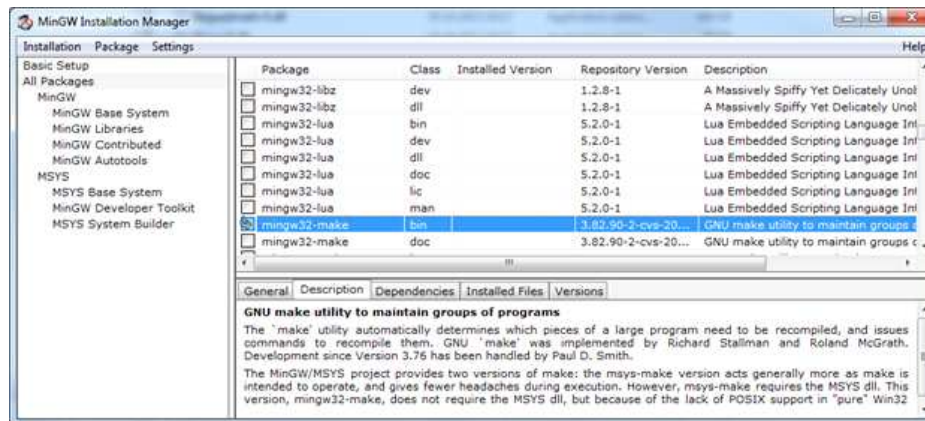 MinGW Installation Manager
Installation Package Settings Help
Basic Setup
All Packages
MinGW
MinGW Base System
MinGW Libraries
MinGW Contributed
MinGW Autotools
MSYS
MSYS Base System
MinGW Developer Toolkit
MSYS System Builder
Package Class Installed Version Repository Version Description
mingw32-libz dev 1.2.8-1 A Massively Spiffy Yet Delicately Unob
mingw32-libz dll 1.2.8-1 A Massively Spiffy Yet Delicately Unob
mingw32-lua bin 5.2.0-1 Lua Embedded Scripting Language Int
mingw32-lua dev 5.2.0-1 Lua Embedded Scripting Language Int
mingw32-lua dll 5.2.0-1 Lua Embedded Scripting Language Int
mingw32-lua doc 5.2.0-1 Lua Embedded Scripting Language Int
mingw32-lua lic 5.2.0-1 Lua Embedded Scripting Language Int
mingw32-lua man 5.2.0-1 Lua Embedded Scripting Language Int
mingw32-make bin 3.82.90-2-cvs-20... GNU make utility to maintain groups
mingw32-make doc 3.82.90-2-cvs-20... GNU make utility to maintain groups
General Description Dependencies Installed Files Versions
GNU make utility to maintain groups of programs
The `make' utility automatically determines which pieces of a large program need to be recompiled, and issues
commands to recompile them. GNU `make' was implemented by Richard Stallman and Roland McGrath.
Development since Version 3.76 has been handled by Paul D. Smith.
The MinGW/MSYS project provides two versions of make: the msys-make version acts generally more as make is
intended to operate, and gives fewer headaches during execution. However, msys-make requires the MSYS dll. This
version, mingw32-make, does not require the MSYS dll, but because of the lack of POSIX support in "pure" Win32